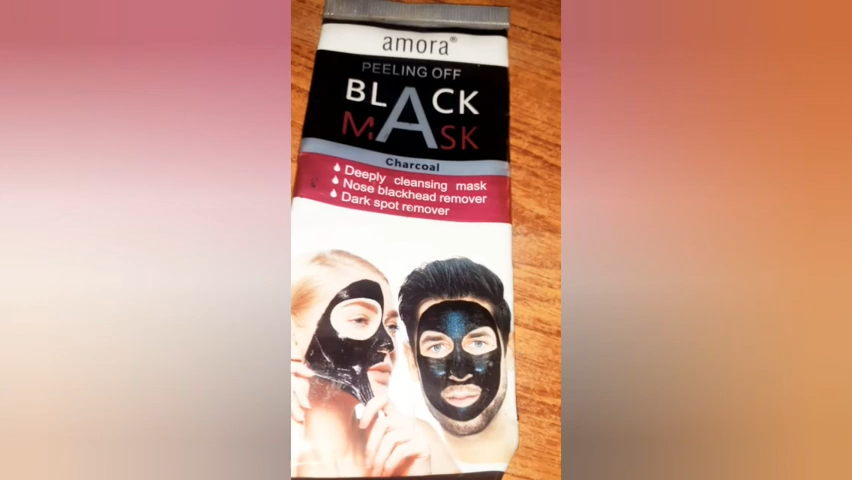 amora®
PEELING OFF
BLACK
MASK
Charcoal
Deeply cleansing mask
Nose blackhead remover
Dark spot remover